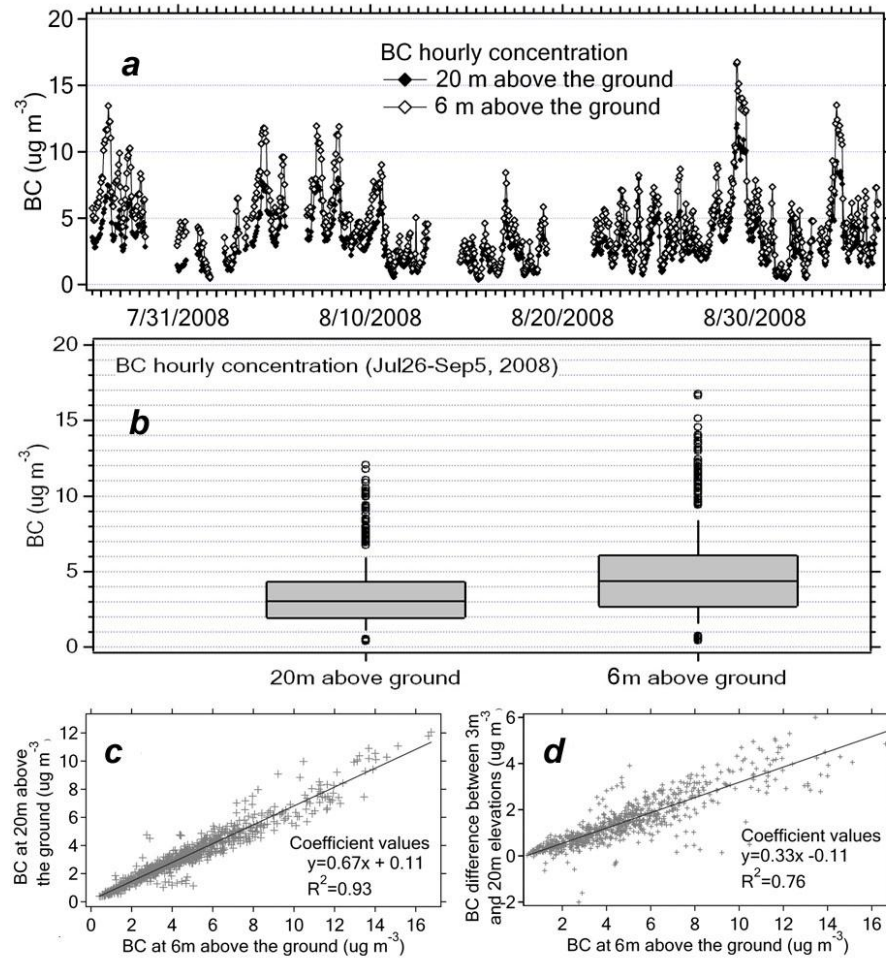 a
BC hourly concentration
20 m above the ground
6 m above the ground
BC (ug m-3)
20
15
10
5
0
7/31/2008 8/10/2008 8/20/2008 8/30/2008
BC hourly concentration (Jul26-Sep5, 2008)
b
BC (ug m-3)
20
15
10
5
0
20m above ground 6m above ground
c
BC at 20m above
the ground (ug m-3)
12
10
8
6
4
2
0
Coefficient values
y=0.67x + 0.11
R2=0.93
0 2 4 6 8 10 12 14 16
BC at 6m above the ground (ug m-3)
d
BC difference between 3m
and 20m elevations (ug m-3)
6
4
2
0
-2
Coefficient values
y=0.33x -0.11
R2=0.76
2 4 6 8 10 12 14 16
BC at 6m above the ground (ug m-3)